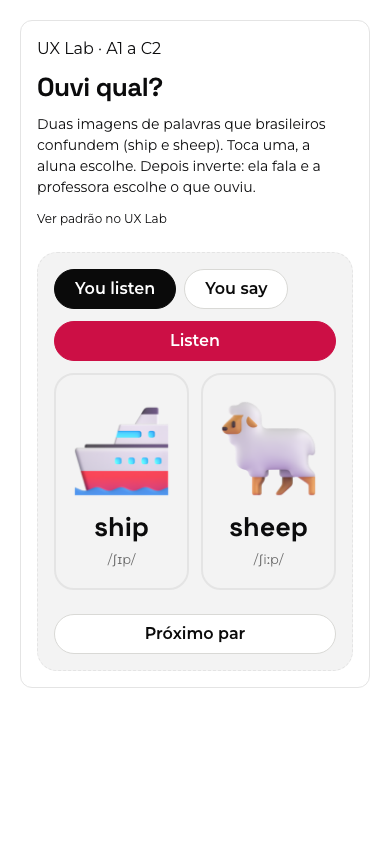 UX Lab · A1 a C2
Ouvi qual?
Duas imagens de palavras que brasileiros
confundem (ship e sheep). Toca uma, a
aluna escolhe. Depois inverte: ela fala e a
professora escolhe o que ouviu.
Ver padrão no UX Lab
You listen
You say
Listen
ship
/ʃɪp/
sheep
/ʃiːp/
Próximo par